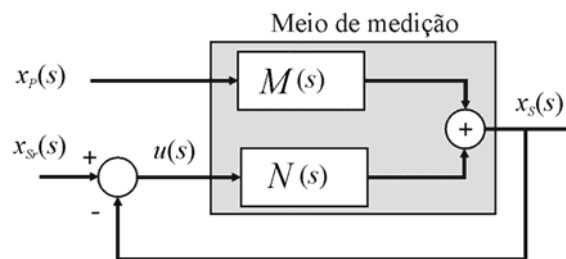 Meio de medição
x_P(s)
M(s)
x_S(s)
x_Sr(s)
+
u(s)
N(s)
+
-